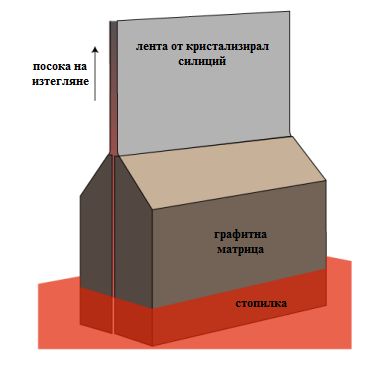 лента от кристализирал
силиций
посока на
изтегляне
графитна
матрица
стопилка